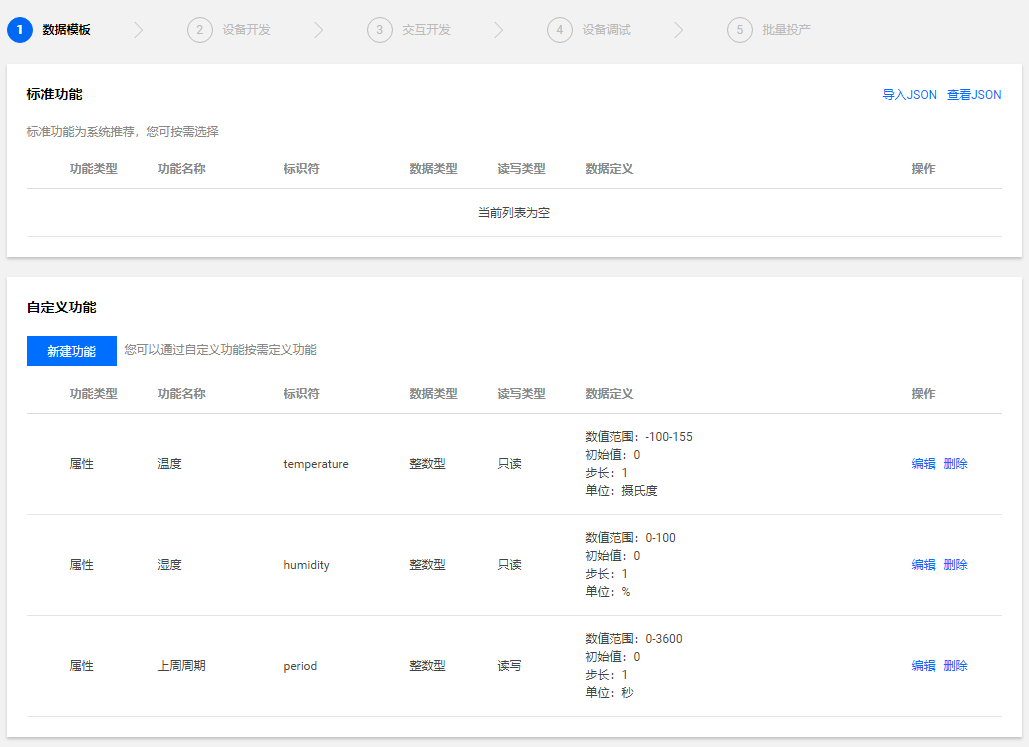 1 数据模板 2 设备开发 3 交互开发 4 设备调试 5 批量投产
标准功能 导入JSON 查看JSON
标准功能为系统推荐，您可按需选择
功能类型 功能名称 标识符 数据类型 读写类型 数据定义 操作
当前列表为空
自定义功能
新建功能 您可以通过自定义功能按需定义功能
功能类型 功能名称 标识符 数据类型 读写类型 数据定义 操作
数值范围：-100-155
初始值：0
属性 温度 temperature 整数型 只读 编辑 删除
步长：1
单位：摄氏度
数值范围：0-100
初始值：0
属性 湿度 humidity 整数型 只读 编辑 删除
步长：1
单位：%
数值范围：0-3600
初始值：0
属性 上周周期 period 整数型 读写 编辑 删除
步长：1
单位：秒